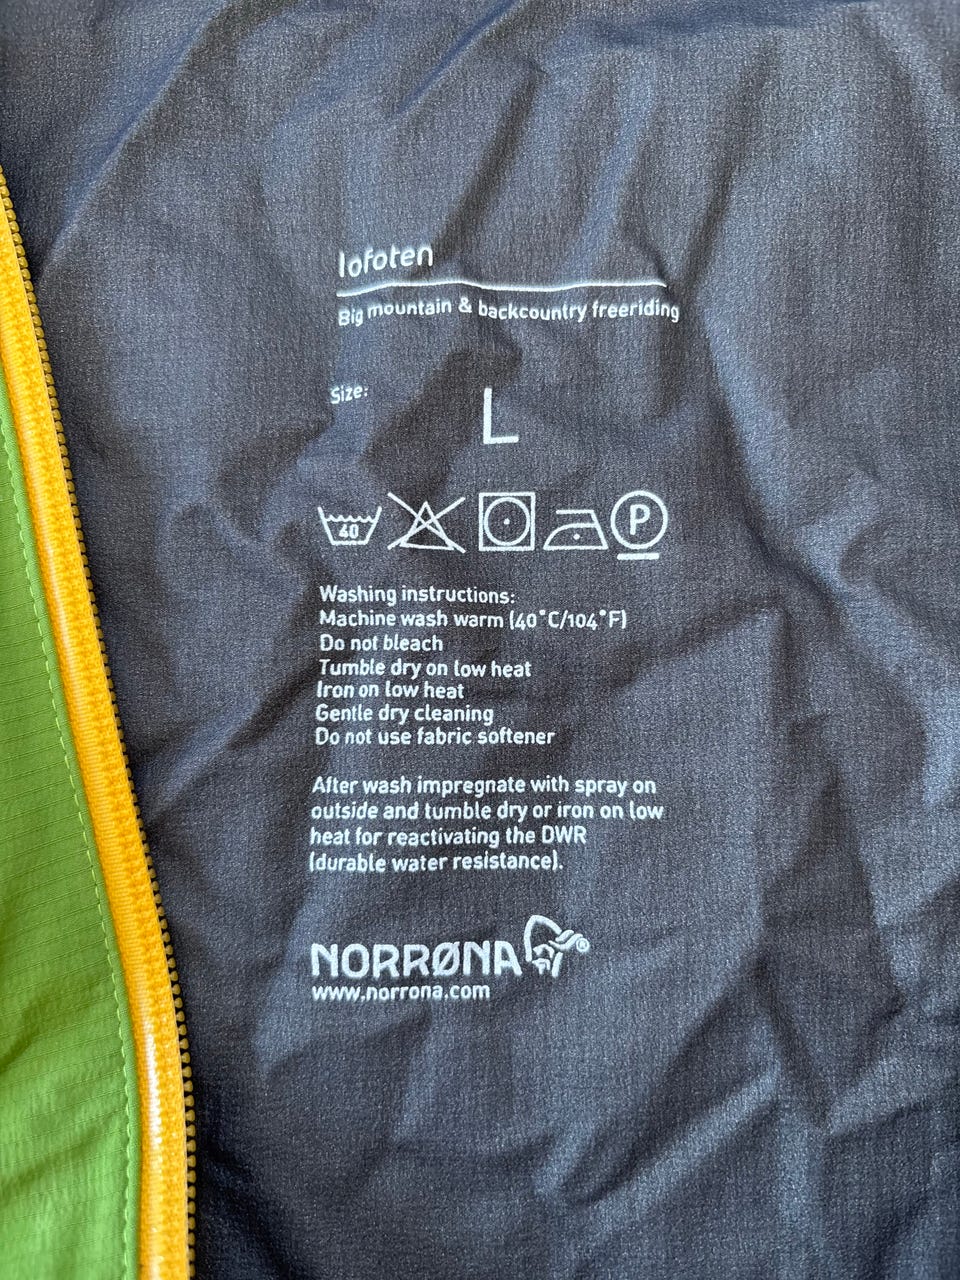 lofoten
Big mountain & backcountry freeriding
Size:
L
40 P
Washing instructions:
Machine wash warm (40°C/104°F)
Do not bleach
Tumble dry on low heat
Iron on low heat
Gentle dry cleaning
Do not use fabric softener
After wash impregnate with spray on
outside and tumble dry or iron on low
heat for reactivating the DWR
(durable water resistance).
NORRØNA®
www.norrona.com